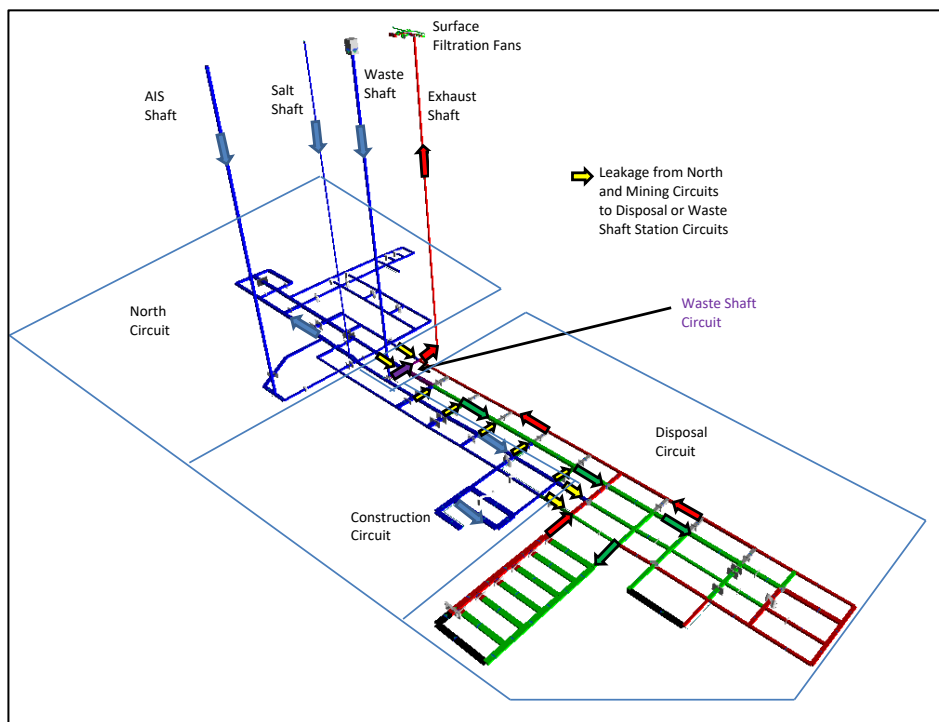 Surface
Filtration Fans
Waste
Shaft
Salt
Shaft
AIS
Shaft
Exhaust
Shaft
Leakage from North
and Mining Circuits
to Disposal or Waste
Shaft Station Circuits
North
Circuit
Waste Shaft
Circuit
Disposal
Circuit
Construction
Circuit